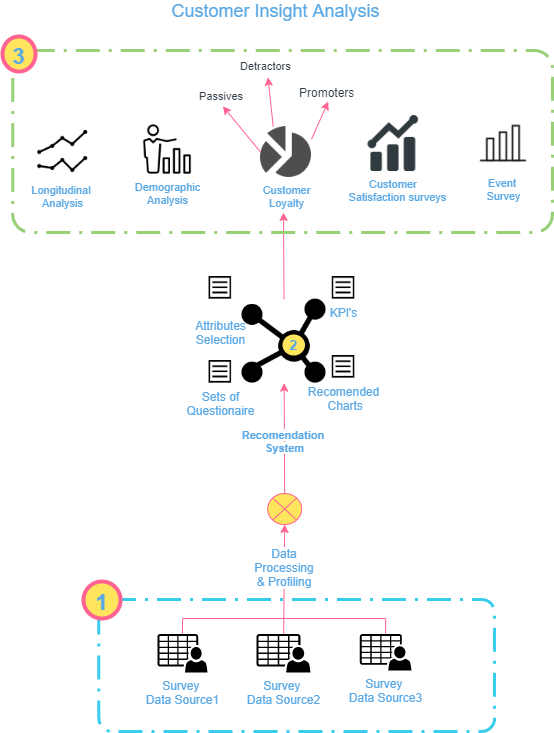 Customer Insight Analysis
3
Detractors
Passives
Promoters
Longitudinal
Analysis
Demographic
Analysis
Customer
Loyalty
Customer
Satisfaction surveys
Event
Survey
Attributes
Selection
KPI's
2
Sets of
Questionaire
Recomended
Charts
Recomendation
System
Data
Processing
& Profiling
1
Survey
Data Source1
Survey
Data Source2
Survey
Data Source3